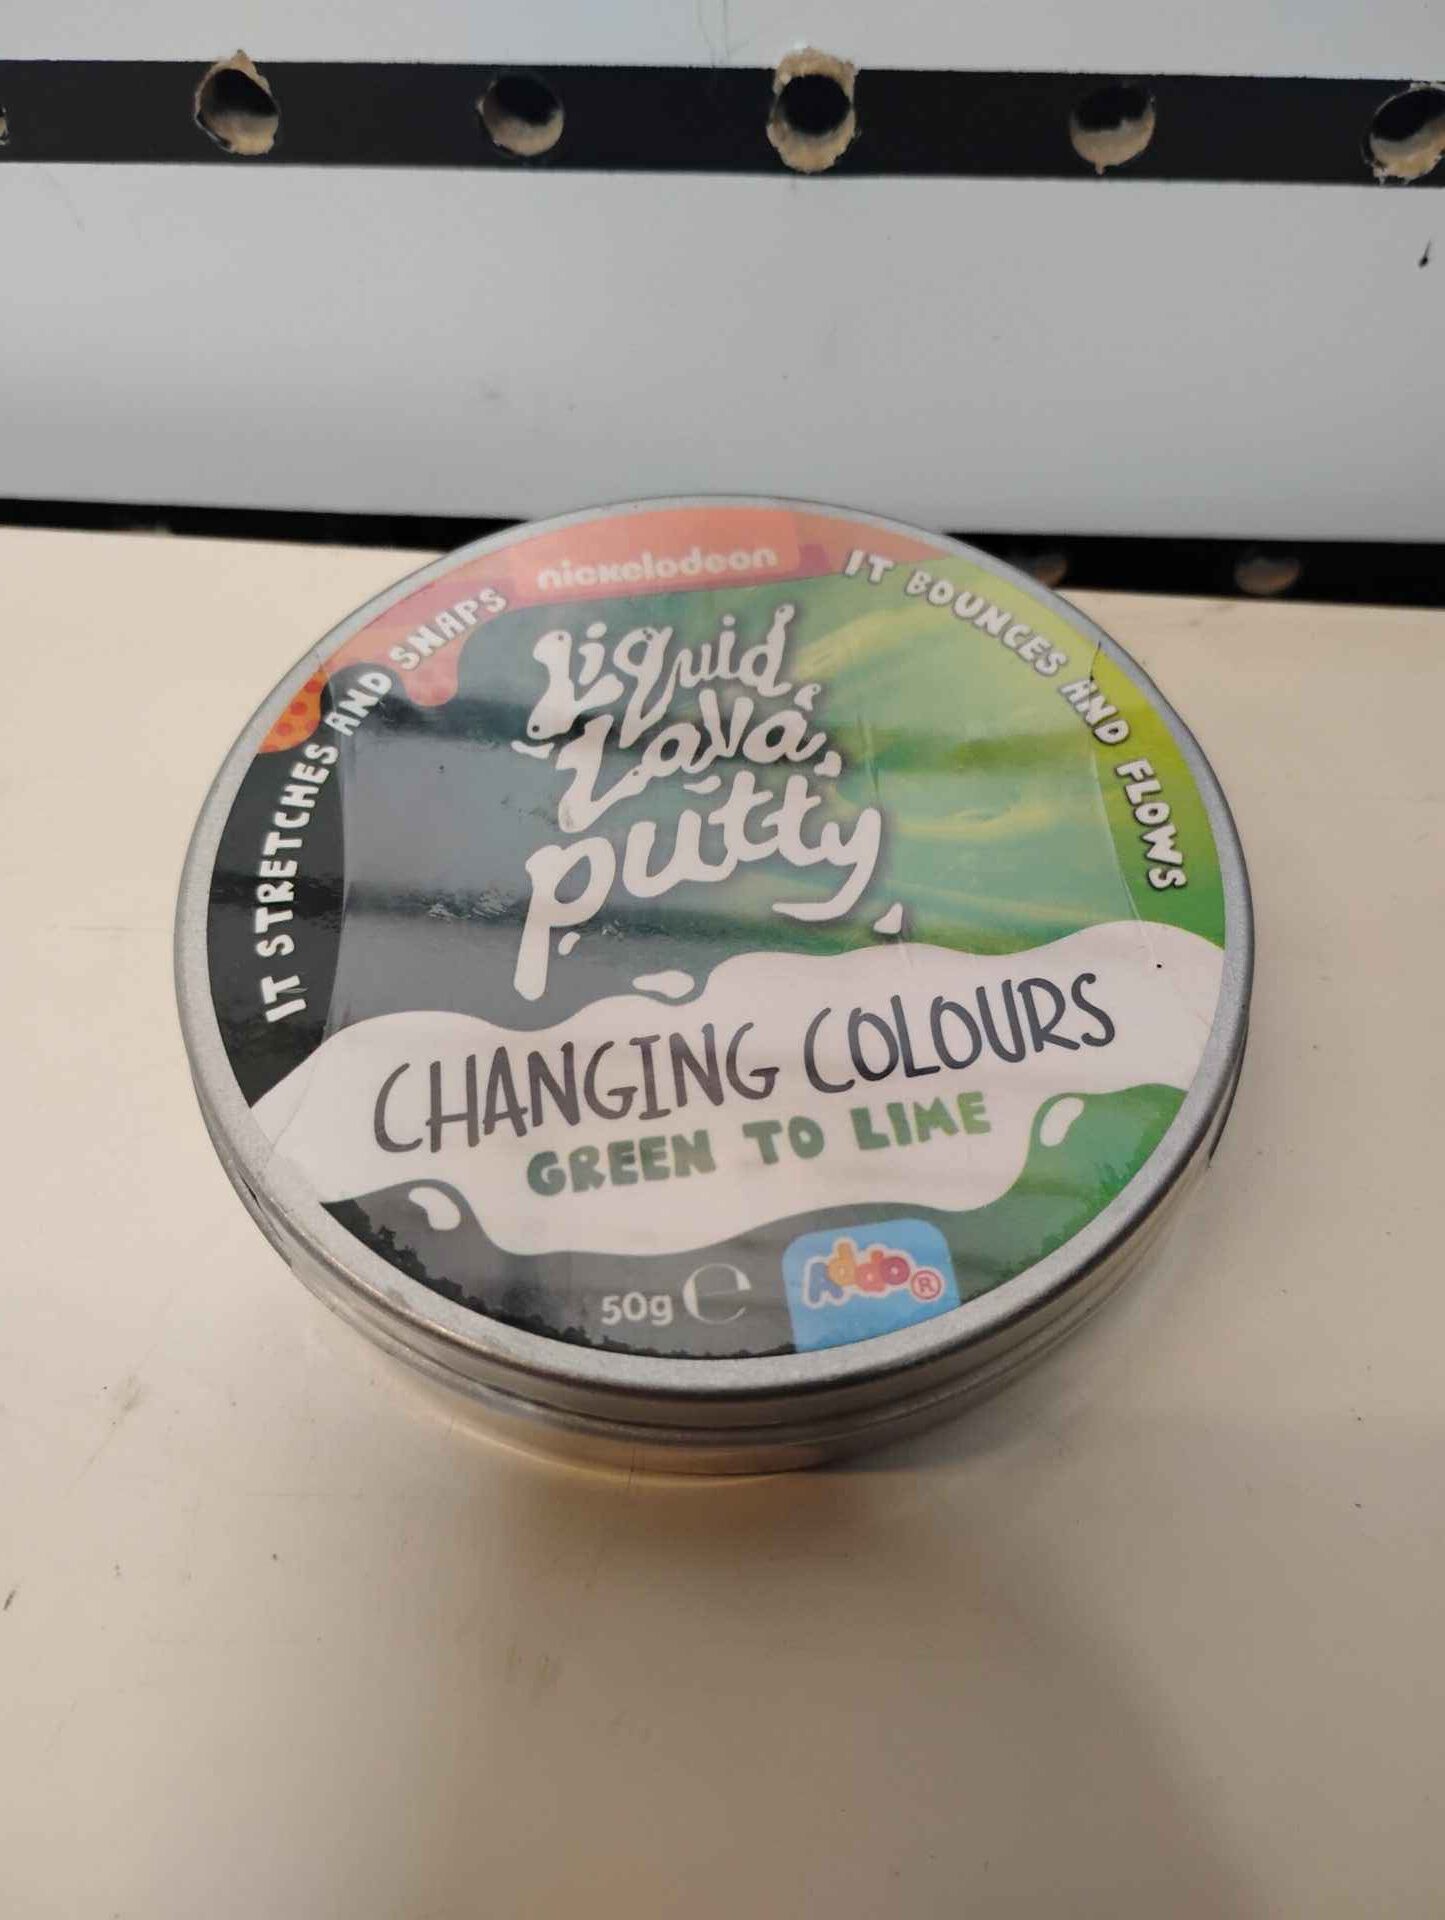 nickelodeon
IT STRETCHES AND SNAPS
IT BOUNCES AND FLOWS
Liquid
Lava
putty
CHANGING COLOURS
GREEN TO LIME
50g ℮
Addo®